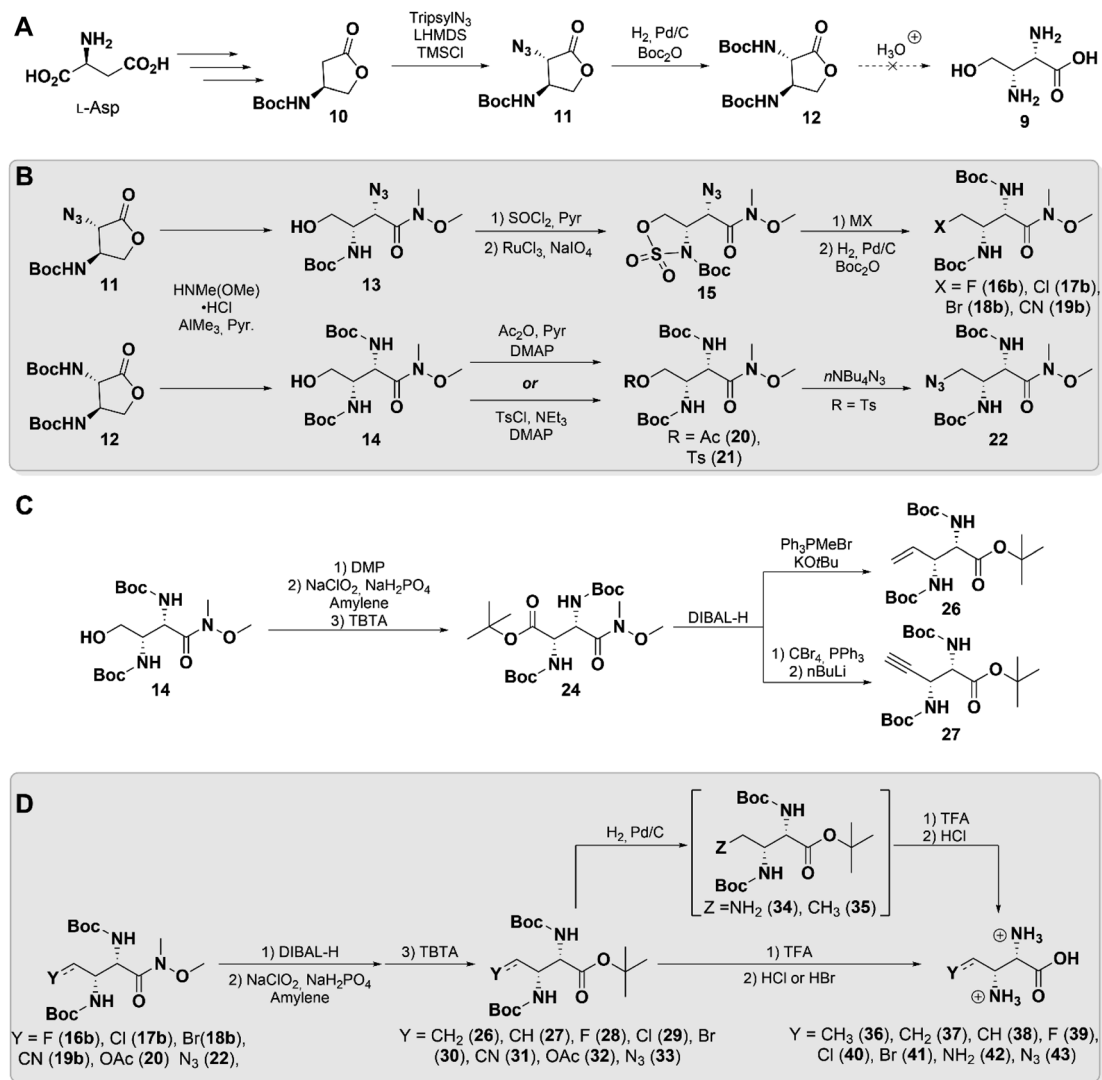 A
NH2
HO2C
CO2H
L-Asp
O
O
BocHN
10
TripsylN3
LHMDS
TMSCl
N3
O
O
BocHN
11
H2, Pd/C
Boc2O
BocHN
O
O
BocHN
12
H3O⊕
×
NH2
HO
OH
NH2 O
9
B
N3
O
O
BocHN
11
HNMe(OMe)
•HCl
AlMe3, Pyr.
N3
HO
N
O
NH O
Boc
13
1) SOCl2, Pyr
2) RuCl3, NaIO4
N3
O
N
O
O
S
N
O
O
Boc
15
1) MX
2) H2, Pd/C
Boc2O
Boc
NH
X
N
O
NH O
Boc
X = F (16b), Cl (17b),
Br (18b), CN (19b)
BocHN
O
O
BocHN
12
Boc
NH
HO
N
O
NH O
Boc
14
Ac2O, Pyr
DMAP
or
TsCl, NEt3
DMAP
Boc
NH
RO
N
O
NH O
Boc
R = Ac (20),
Ts (21)
nNBu4N3
R = Ts
Boc
NH
N3
N
O
NH O
Boc
22
C
Boc
NH
HO
N
O
NH O
Boc
14
1) DMP
2) NaClO2, NaH2PO4
Amylene
3) TBTA
O
HN
Boc
O
N
O
NH O
Boc
24
DIBAL-H
Ph3PMeBr
KOtBu
Boc
NH
O
NH O
Boc
26
1) CBr4, PPh3
2) nBuLi
Boc
NH
O
NH O
Boc
27
D
H2, Pd/C
Boc
NH
Z
O
NH O
Boc
Z =NH2 (34), CH3 (35)
1) TFA
2) HCl
Boc
NH
Y
N
O
NH O
Boc
Y = F (16b), Cl (17b), Br(18b),
CN (19b), OAc (20) N3 (22),
1) DIBAL-H
2) NaClO2, NaH2PO4
Amylene
3) TBTA
Boc
NH
Y
O
NH O
Boc
Y = CH2 (26), CH (27), F (28), Cl (29), Br
(30), CN (31), OAc (32), N3 (33)
1) TFA
2) HCl or HBr
⊕ NH3
Y
OH
⊕ NH3 O
Y = CH3 (36), CH2 (37), CH (38), F (39),
Cl (40), Br (41), NH2 (42), N3 (43)